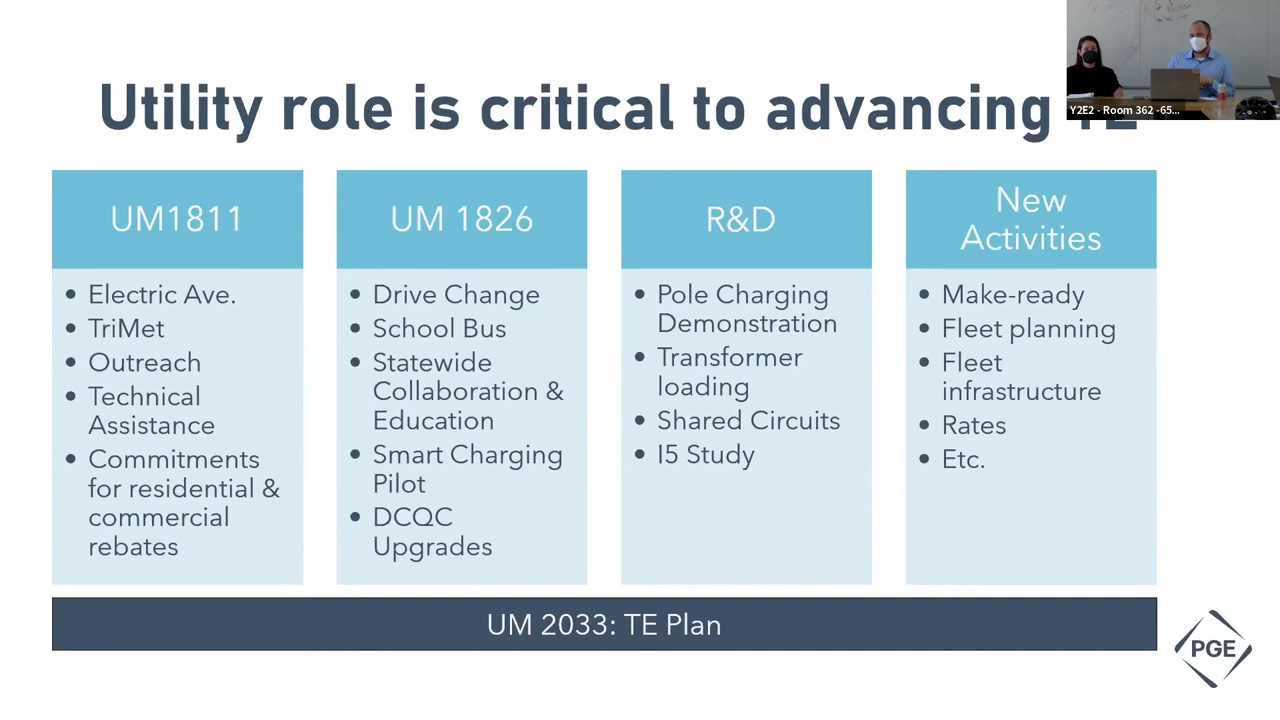 Utility role is critical to advancing TE
Y2E2 - Room 362 -65...
UM1811
• Electric Ave.
• TriMet
• Outreach
• Technical
Assistance
• Commitments
for residential &
commercial
rebates
UM 1826
• Drive Change
• School Bus
• Statewide
Collaboration &
Education
• Smart Charging
Pilot
• DCQC
Upgrades
R&D
• Pole Charging
Demonstration
• Transformer
loading
• Shared Circuits
• I5 Study
New
Activities
• Make-ready
• Fleet planning
• Fleet
infrastructure
• Rates
• Etc.
UM 2033: TE Plan
PGE